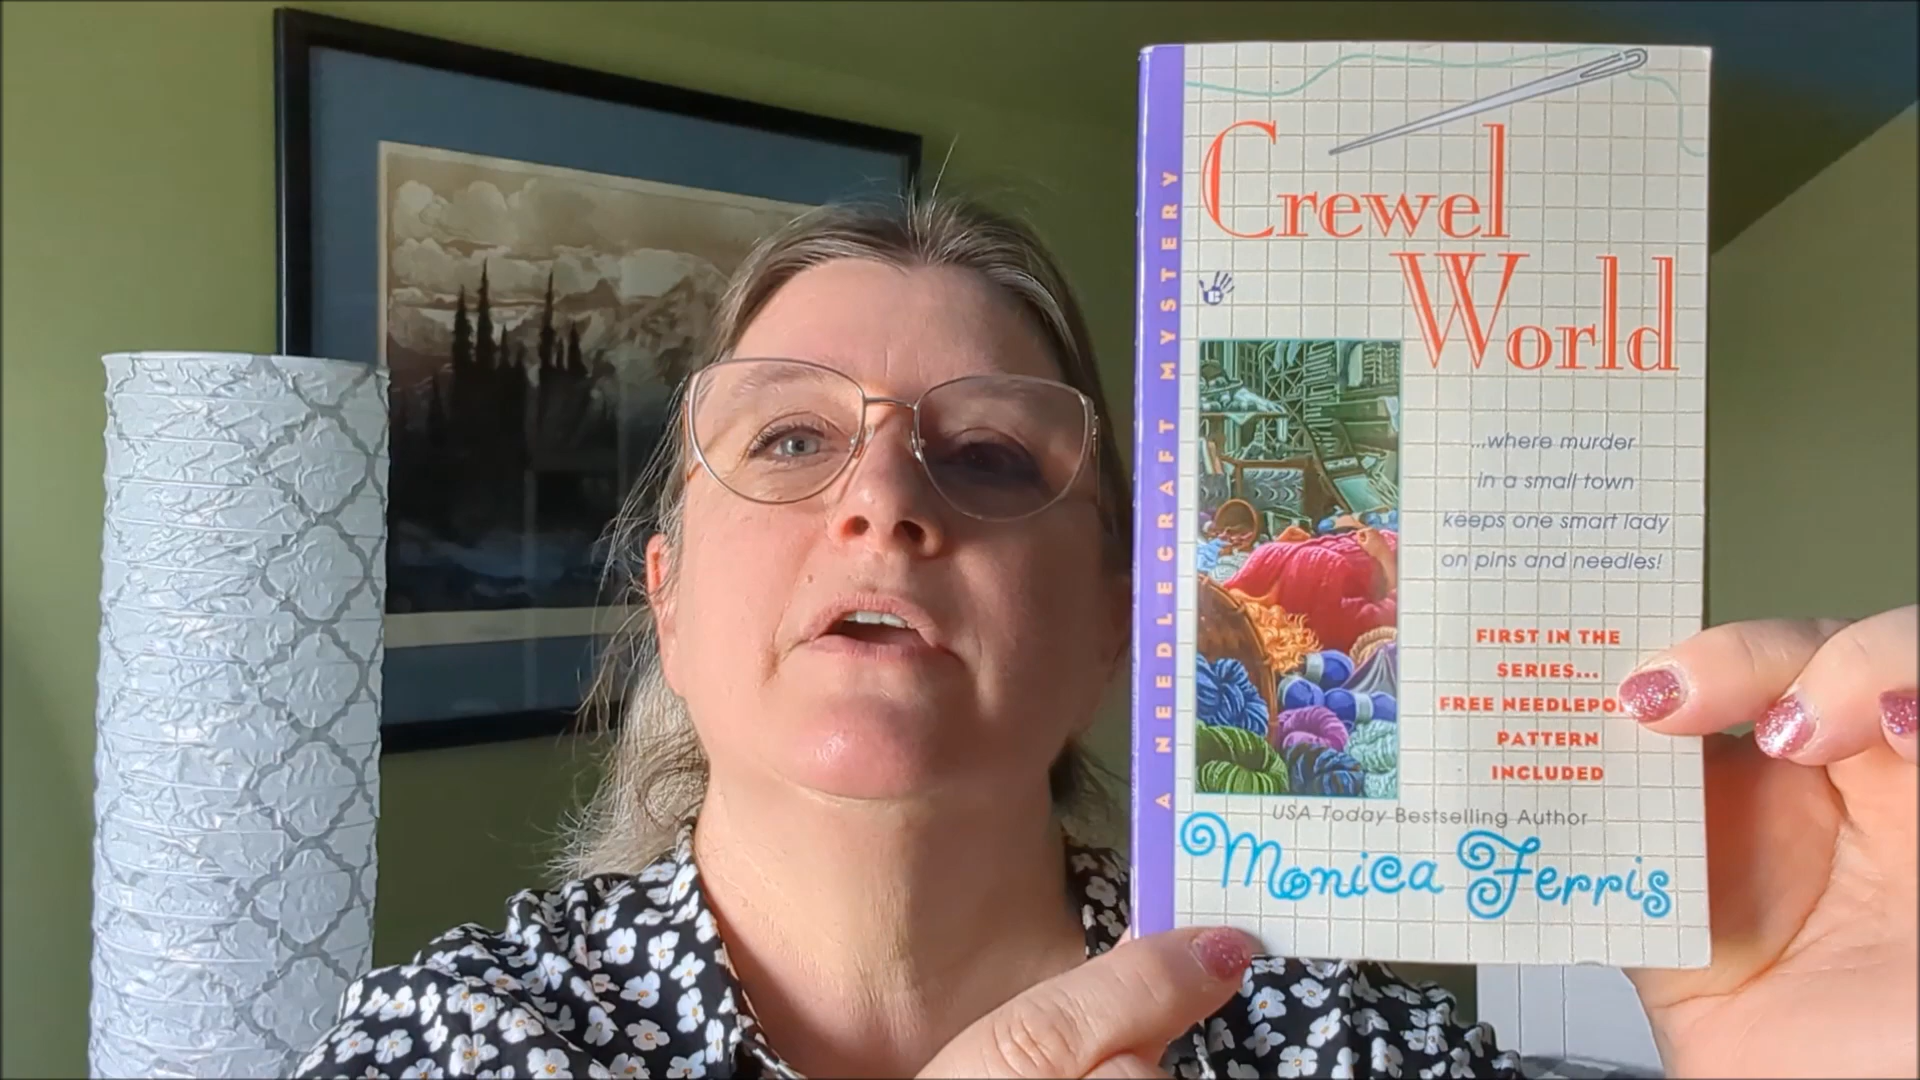 A NEEDLECRAFT MYSTERY
Crewel
World
...where murder
in a small town
keeps one smart lady
on pins and needles!
FIRST IN THE
SERIES...
FREE
PATTERN
INCLUDED
USA Today Bestselling Author
Monica Ferris